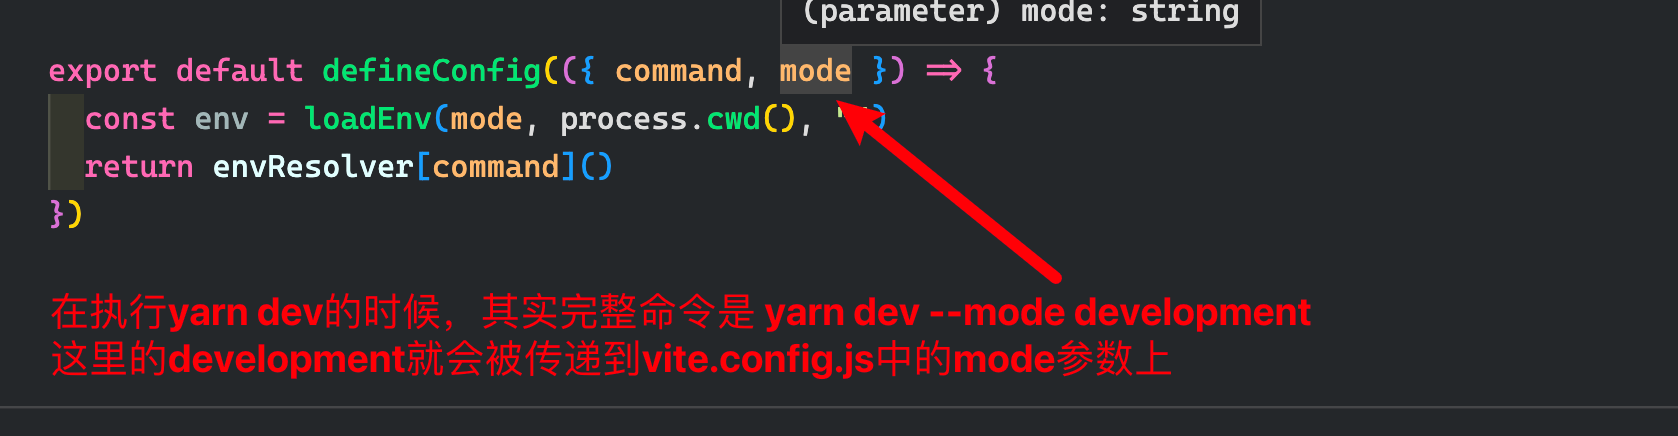 (parameter) mode: string
export default defineConfig(({ command, mode }) => {
const env = loadEnv(mode, process.cwd(), "")
return envResolver[command]()
})
在执行yarn dev的时候，其实完整命令是 yarn dev --mode development
这里的development就会被传递到vite.config.js中的mode参数上